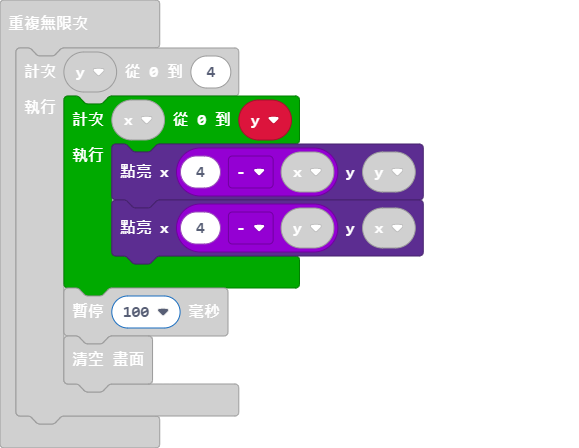 重複無限次
計次 y 從 0 到 4
執行
計次 x 從 0 到 y
執行
點亮 x 4 - x y y
點亮 x 4 - y y x
暫停 100 毫秒
清空 畫面